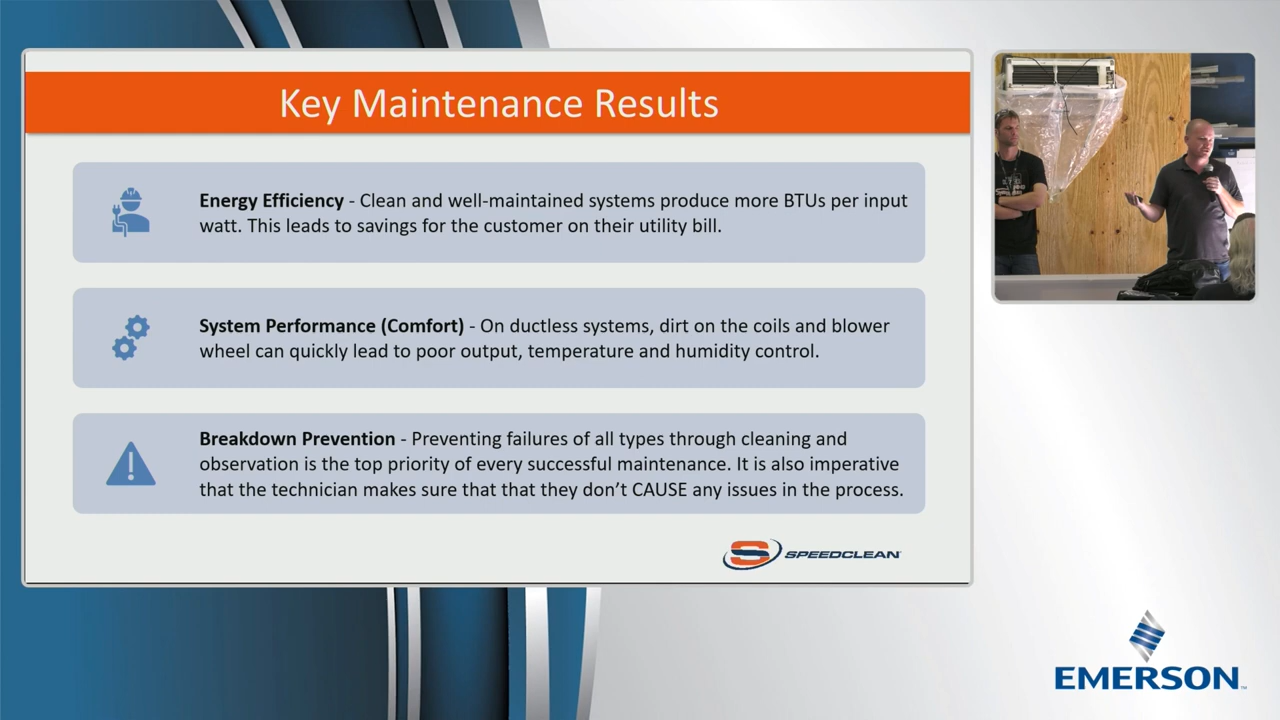 Key Maintenance Results
Energy Efficiency - Clean and well-maintained systems produce more BTUs per input
watt. This leads to savings for the customer on their utility bill.
System Performance (Comfort) - On ductless systems, dirt on the coils and blower
wheel can quickly lead to poor output, temperature and humidity control.
Breakdown Prevention - Preventing failures of all types through cleaning and
observation is the top priority of every successful maintenance. It is also imperative
that the technician makes sure that that they don’t CAUSE any issues in the process.
SPEEDCLEAN
EMERSON